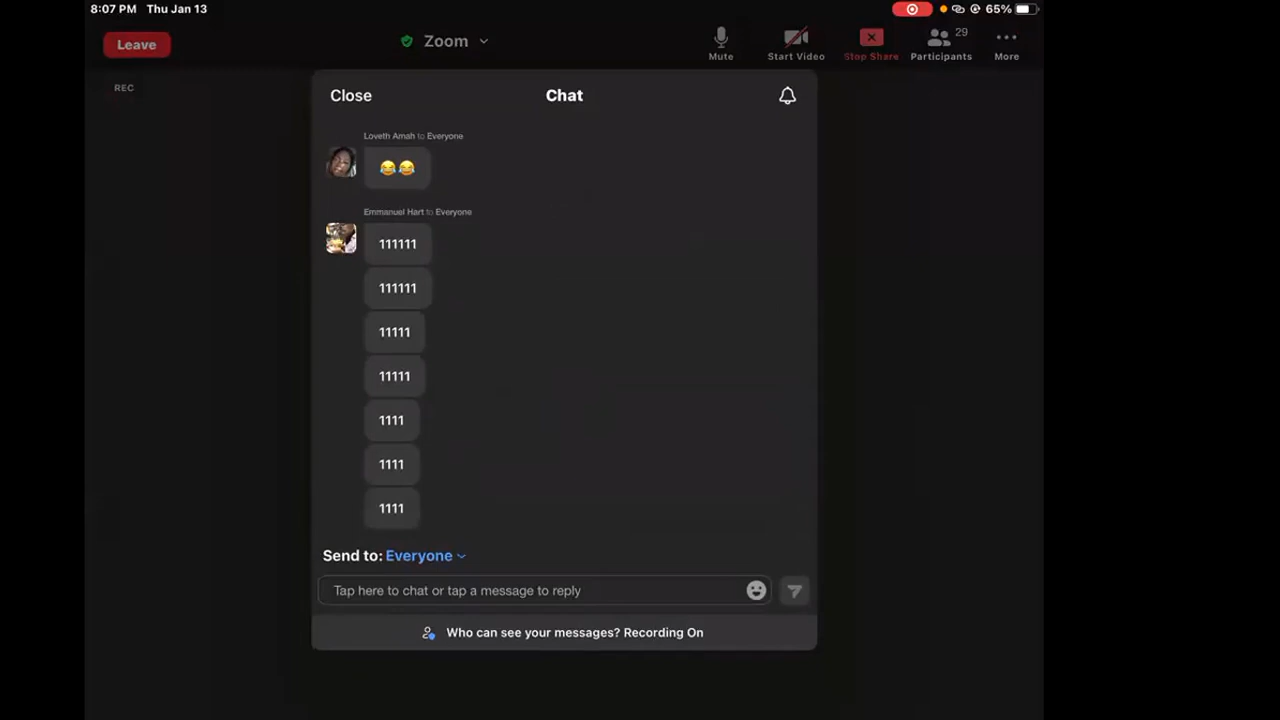 8:07 PM Thu Jan 13
65%
Leave
Zoom
Mute
Start Video
Stop Share
29
Participants
More
REC
Close
Chat
Loveth Amah to Everyone
😂😂
Emmanuel Hart to Everyone
111111
111111
11111
11111
1111
1111
1111
Send to: Everyone
Tap here to chat or tap a message to reply
Who can see your messages? Recording On